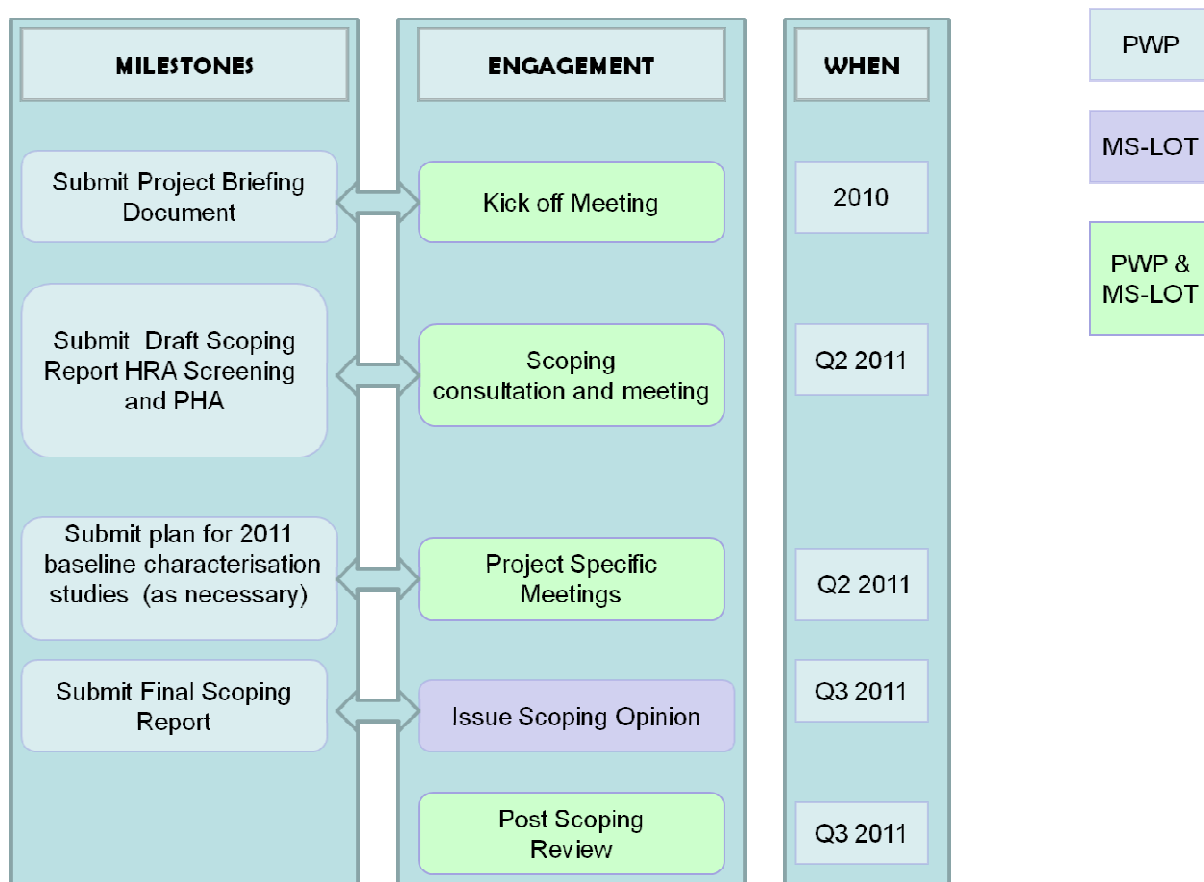 MILESTONES
ENGAGEMENT
WHEN
PWP
MS-LOT
PWP &
MS-LOT
Submit Project Briefing
Document
Kick off Meeting
2010
Submit Draft Scoping
Report HRA Screening
and PHA
Scoping
consultation and meeting
Q2 2011
Submit plan for 2011
baseline characterisation
studies (as necessary)
Project Specific
Meetings
Q2 2011
Submit Final Scoping
Report
Issue Scoping Opinion
Q3 2011
Post Scoping
Review
Q3 2011